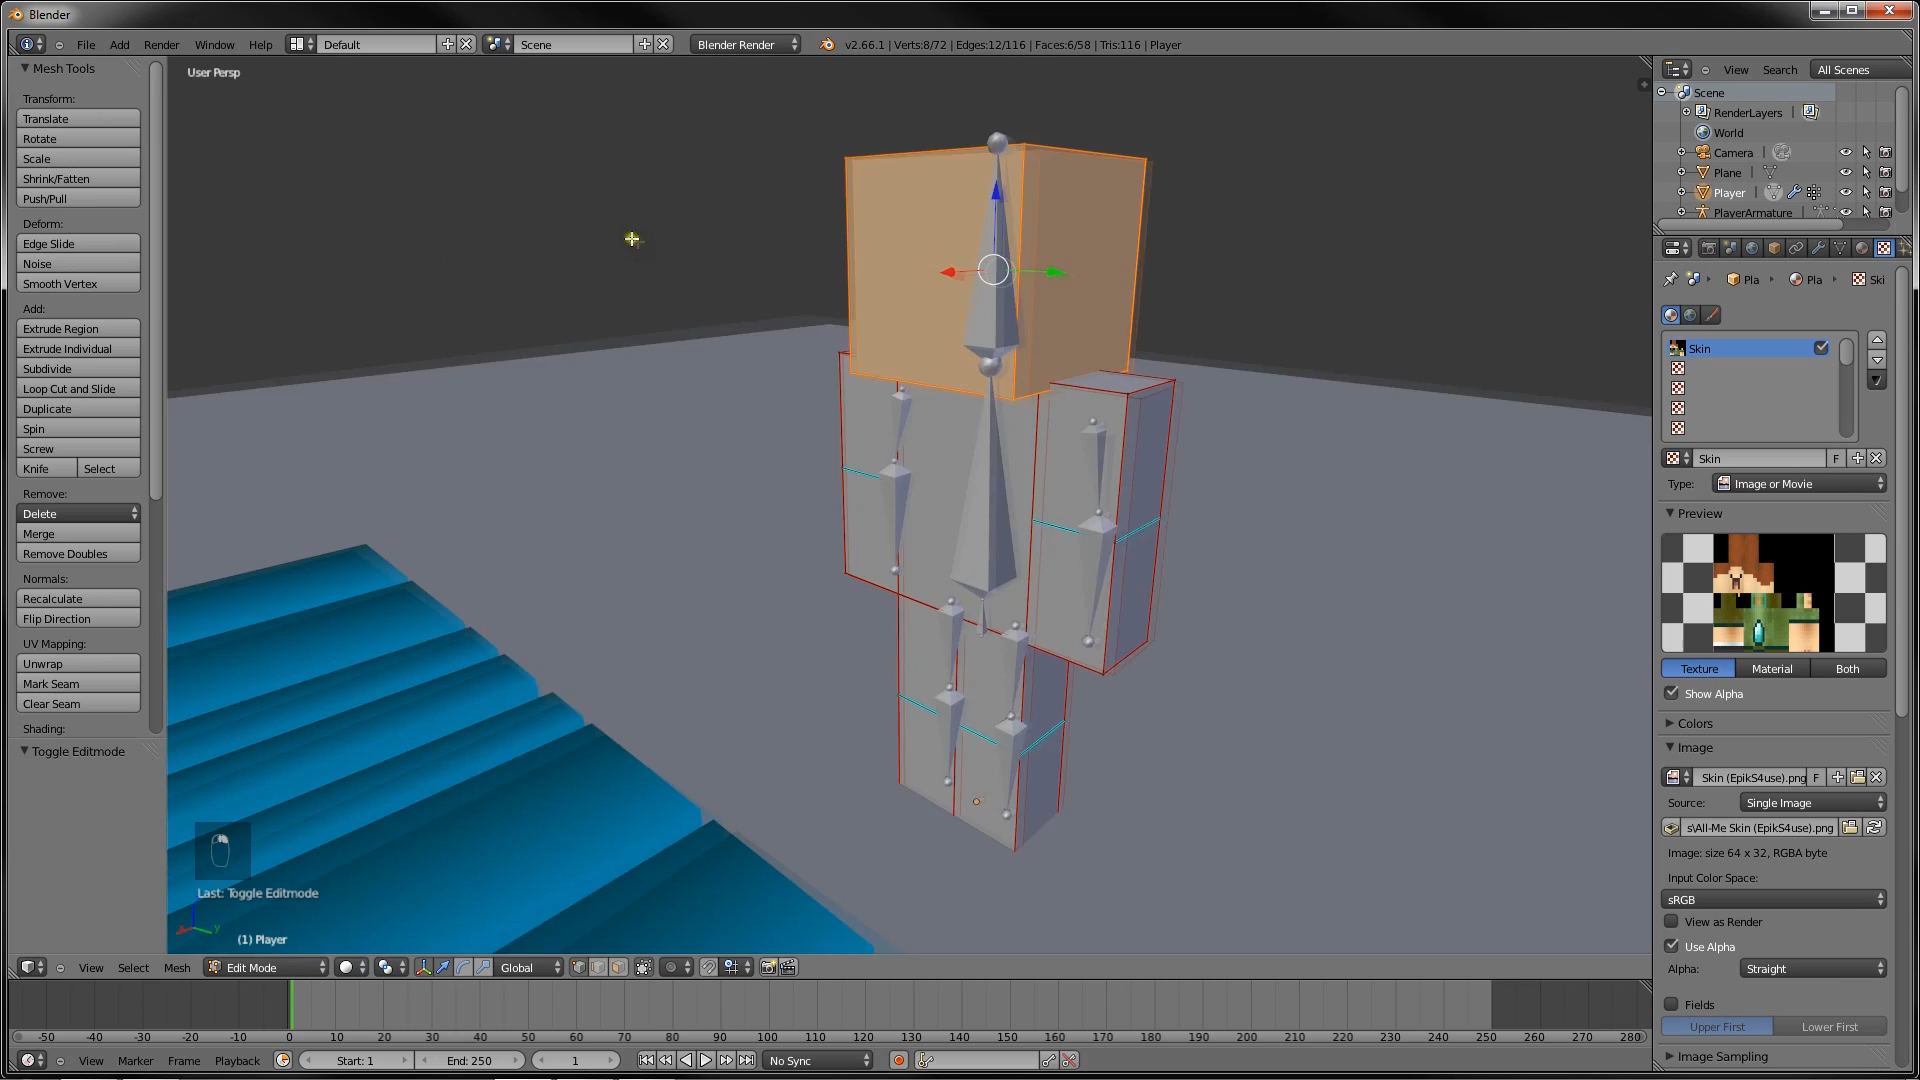 Blender
File Add Render Window Help Default Scene Blender Render v2.66.1 | Verts:8/72 | Edges:12/116 | Faces:6/58 | Tris:116 | Player
Mesh Tools
Transform:
Translate
Rotate
Scale
Shrink/Fatten
Push/Pull
Deform:
Edge Slide
Noise
Smooth Vertex
Add:
Extrude Region
Extrude Individual
Subdivide
Loop Cut and Slide
Duplicate
Spin
Screw
Knife Select
Remove:
Delete
Merge
Remove Doubles
Normals:
Recalculate
Flip Direction
UV Mapping:
Unwrap
Mark Seam
Clear Seam
Shading:
Toggle Editmode
User Persp
Last: Toggle Editmode
(1) Player
View Select Mesh Edit Mode Global
-50 -40 -30 -20 -10 0 10 20 30 40 50 60 70 80 90 100 110 120 130 140 150 160 170 180 190 200 210 220 230 240 250 260 270 280
View Marker Frame Playback Start: 1 End: 250 1 No Sync
View Search All Scenes
Scene
RenderLayers
World
Camera
Plane
Player
PlayerArmature
Pla Pla Ski
Skin
Skin F
Type: Image or Movie
Preview
Texture Material Both
Show Alpha
Colors
Image
Skin (EpikS4use).png F
Source: Single Image
s\All-Me Skin (EpikS4use).png
Image: size 64 x 32, RGBA byte
Input Color Space:
sRGB
View as Render
Use Alpha
Alpha: Straight
Fields
Upper First Lower First
Image Sampling